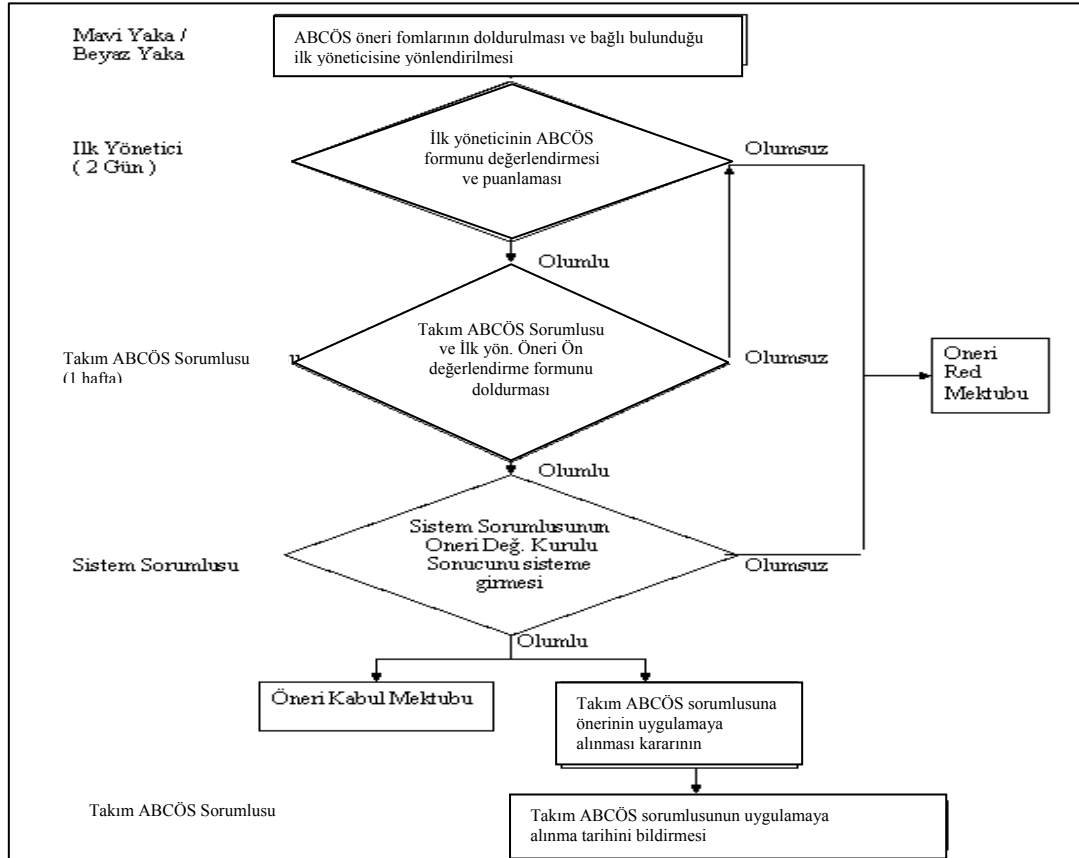 Mavi Yaka /
Beyaz Yaka
ABCÖS öneri fomlarının doldurulması ve bağlı bulunduğu
ilk yöneticisine yönlendirilmesi
Ilk Yönetici
( 2 Gün )
İlk yöneticinin ABCÖS
formunu değerlendirmesi
ve puanlaması
Olumsuz
Olumlu
Takım ABCÖS Sorumlusu
(1 hafta)
u
Takım ABCÖS Sorumlusu
ve İlk yön. Öneri Ön
değerlendirme formunu
doldurması
Olumsuz
Oneri
Red
Mektubu
Olumlu
Sistem Sorumlusu
Sistem Sorumlusunun
Oneri Değ. Kurulu
Sonucunu sisteme
girmesi
Olumsuz
Olumlu
Öneri Kabul Mektubu
Takım ABCÖS sorumlusuna
önerinin uygulamaya
alınması kararının
Takım ABCÖS Sorumlusu
Takım ABCÖS sorumlusunun uygulamaya
alınma tarihini bildirmesi